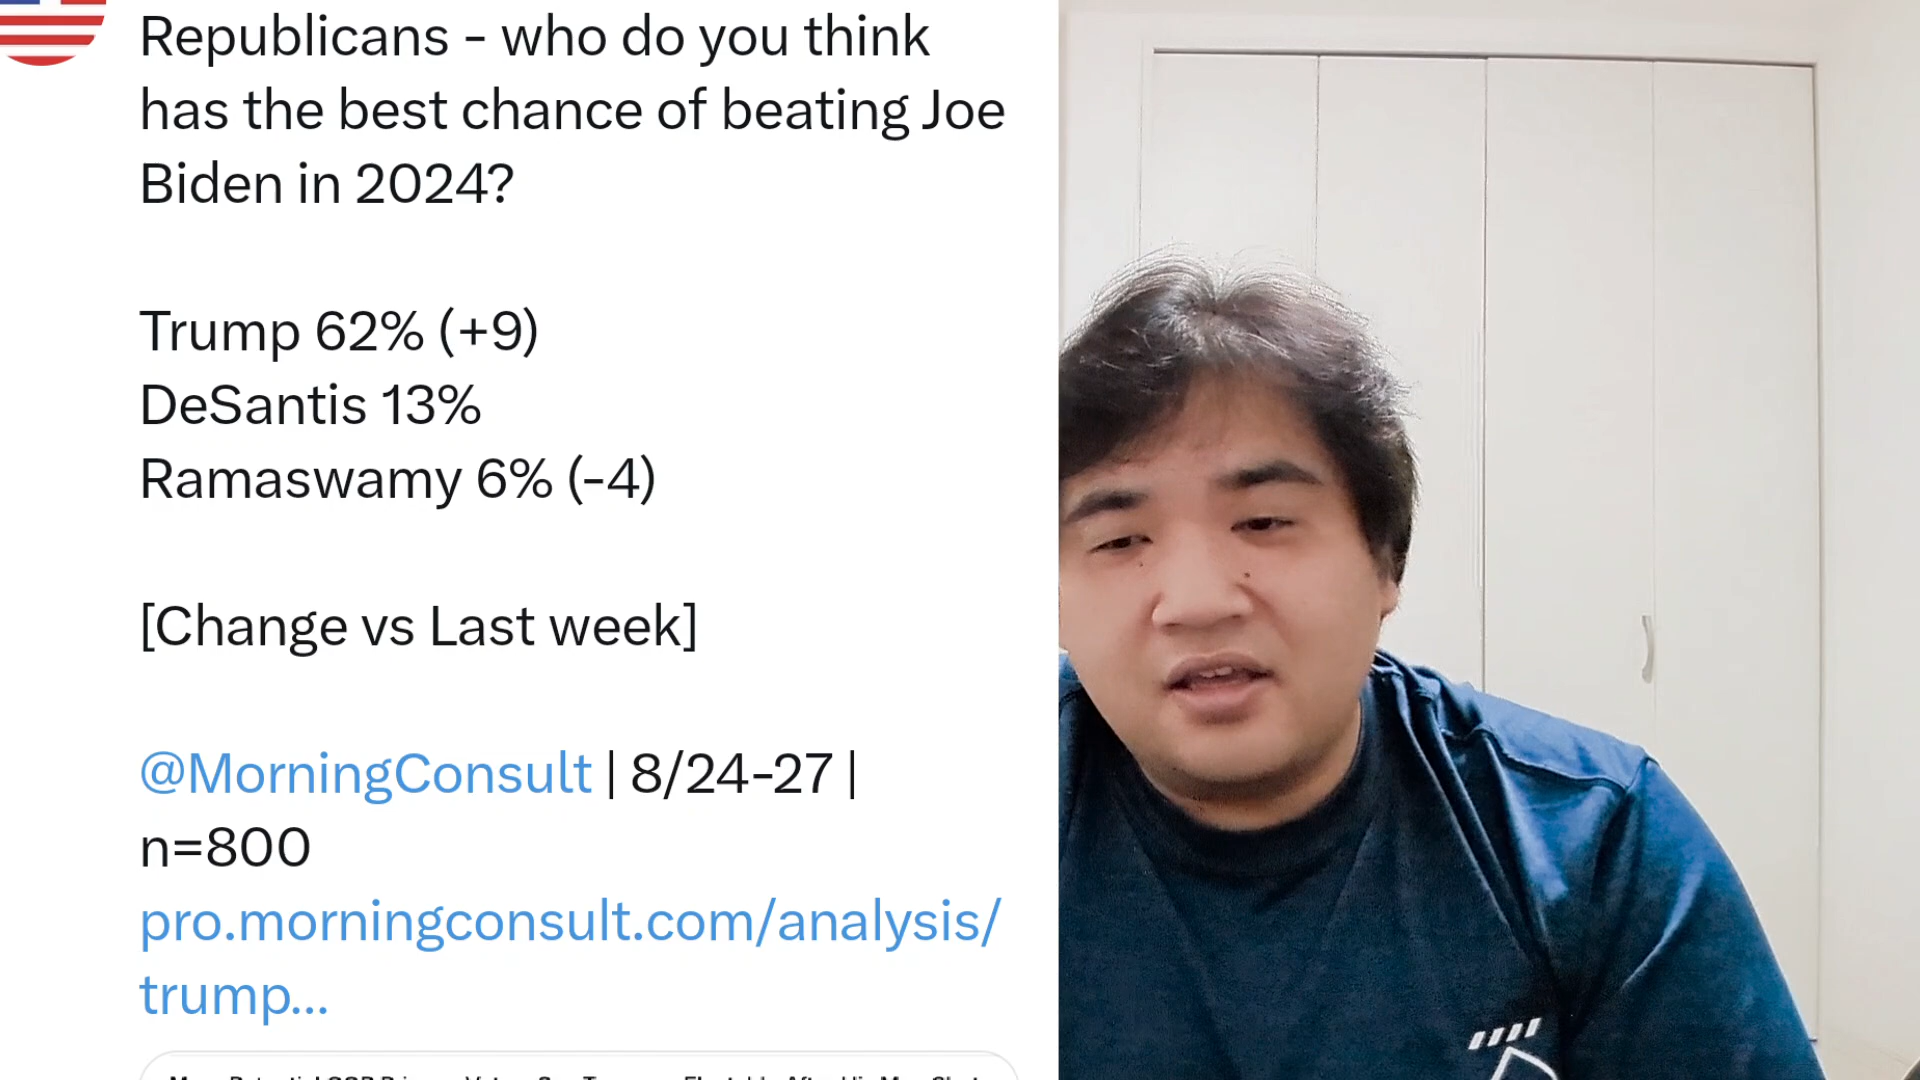 Republicans - who do you think
has the best chance of beating Joe
Biden in 2024?
Trump 62% (+9)
DeSantis 13%
Ramaswamy 6% (-4)
[Change vs Last week]
@MorningConsult | 8/24-27 |
n=800
pro.morningconsult.com/analysis/
trump...